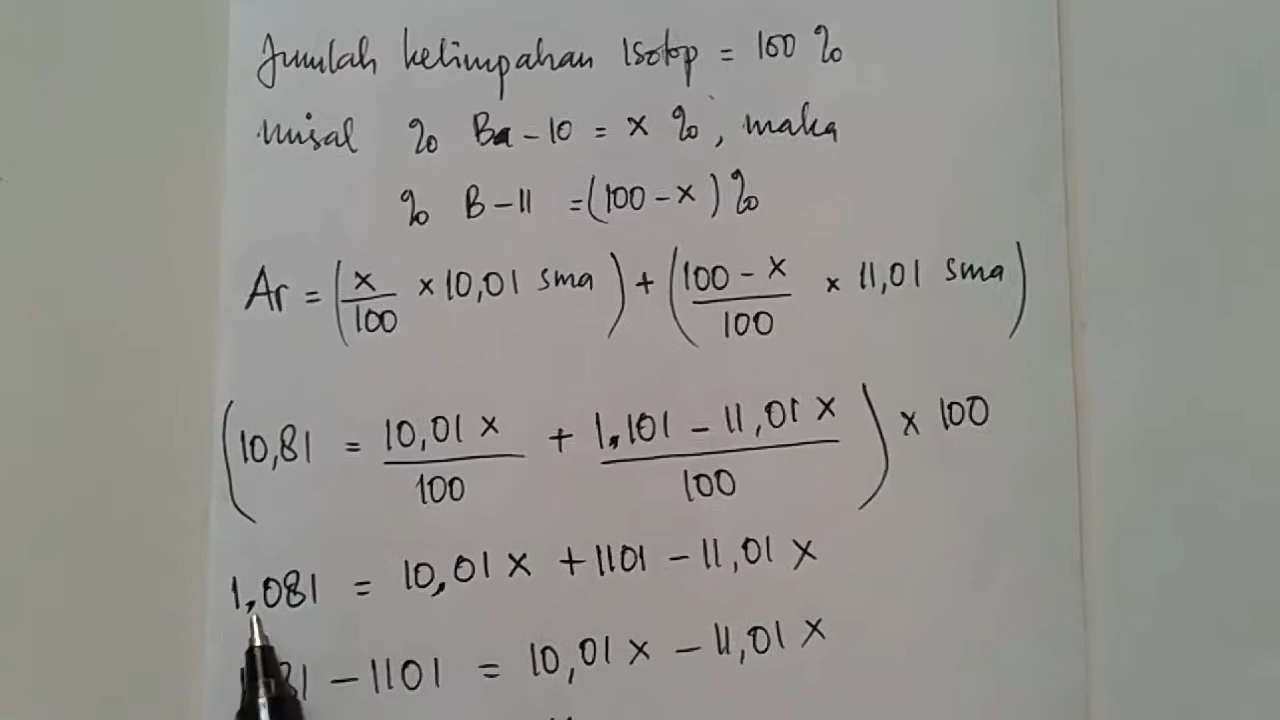 Jumlah kelimpahan Isotop = 100 %
misal % Ba-10 = x %, maka
% B-11 = (100 - x) %
Ar = (x/100 × 10,01 sma) + (100 - x/100 × 11,01 sma)
(10,81 = 10,01 x/100 + 1.101 - 11,01 x/100) × 100
1,081 = 10,01 x + 1101 - 11,01 x
- 1101 = 10,01 x - 11,01 x